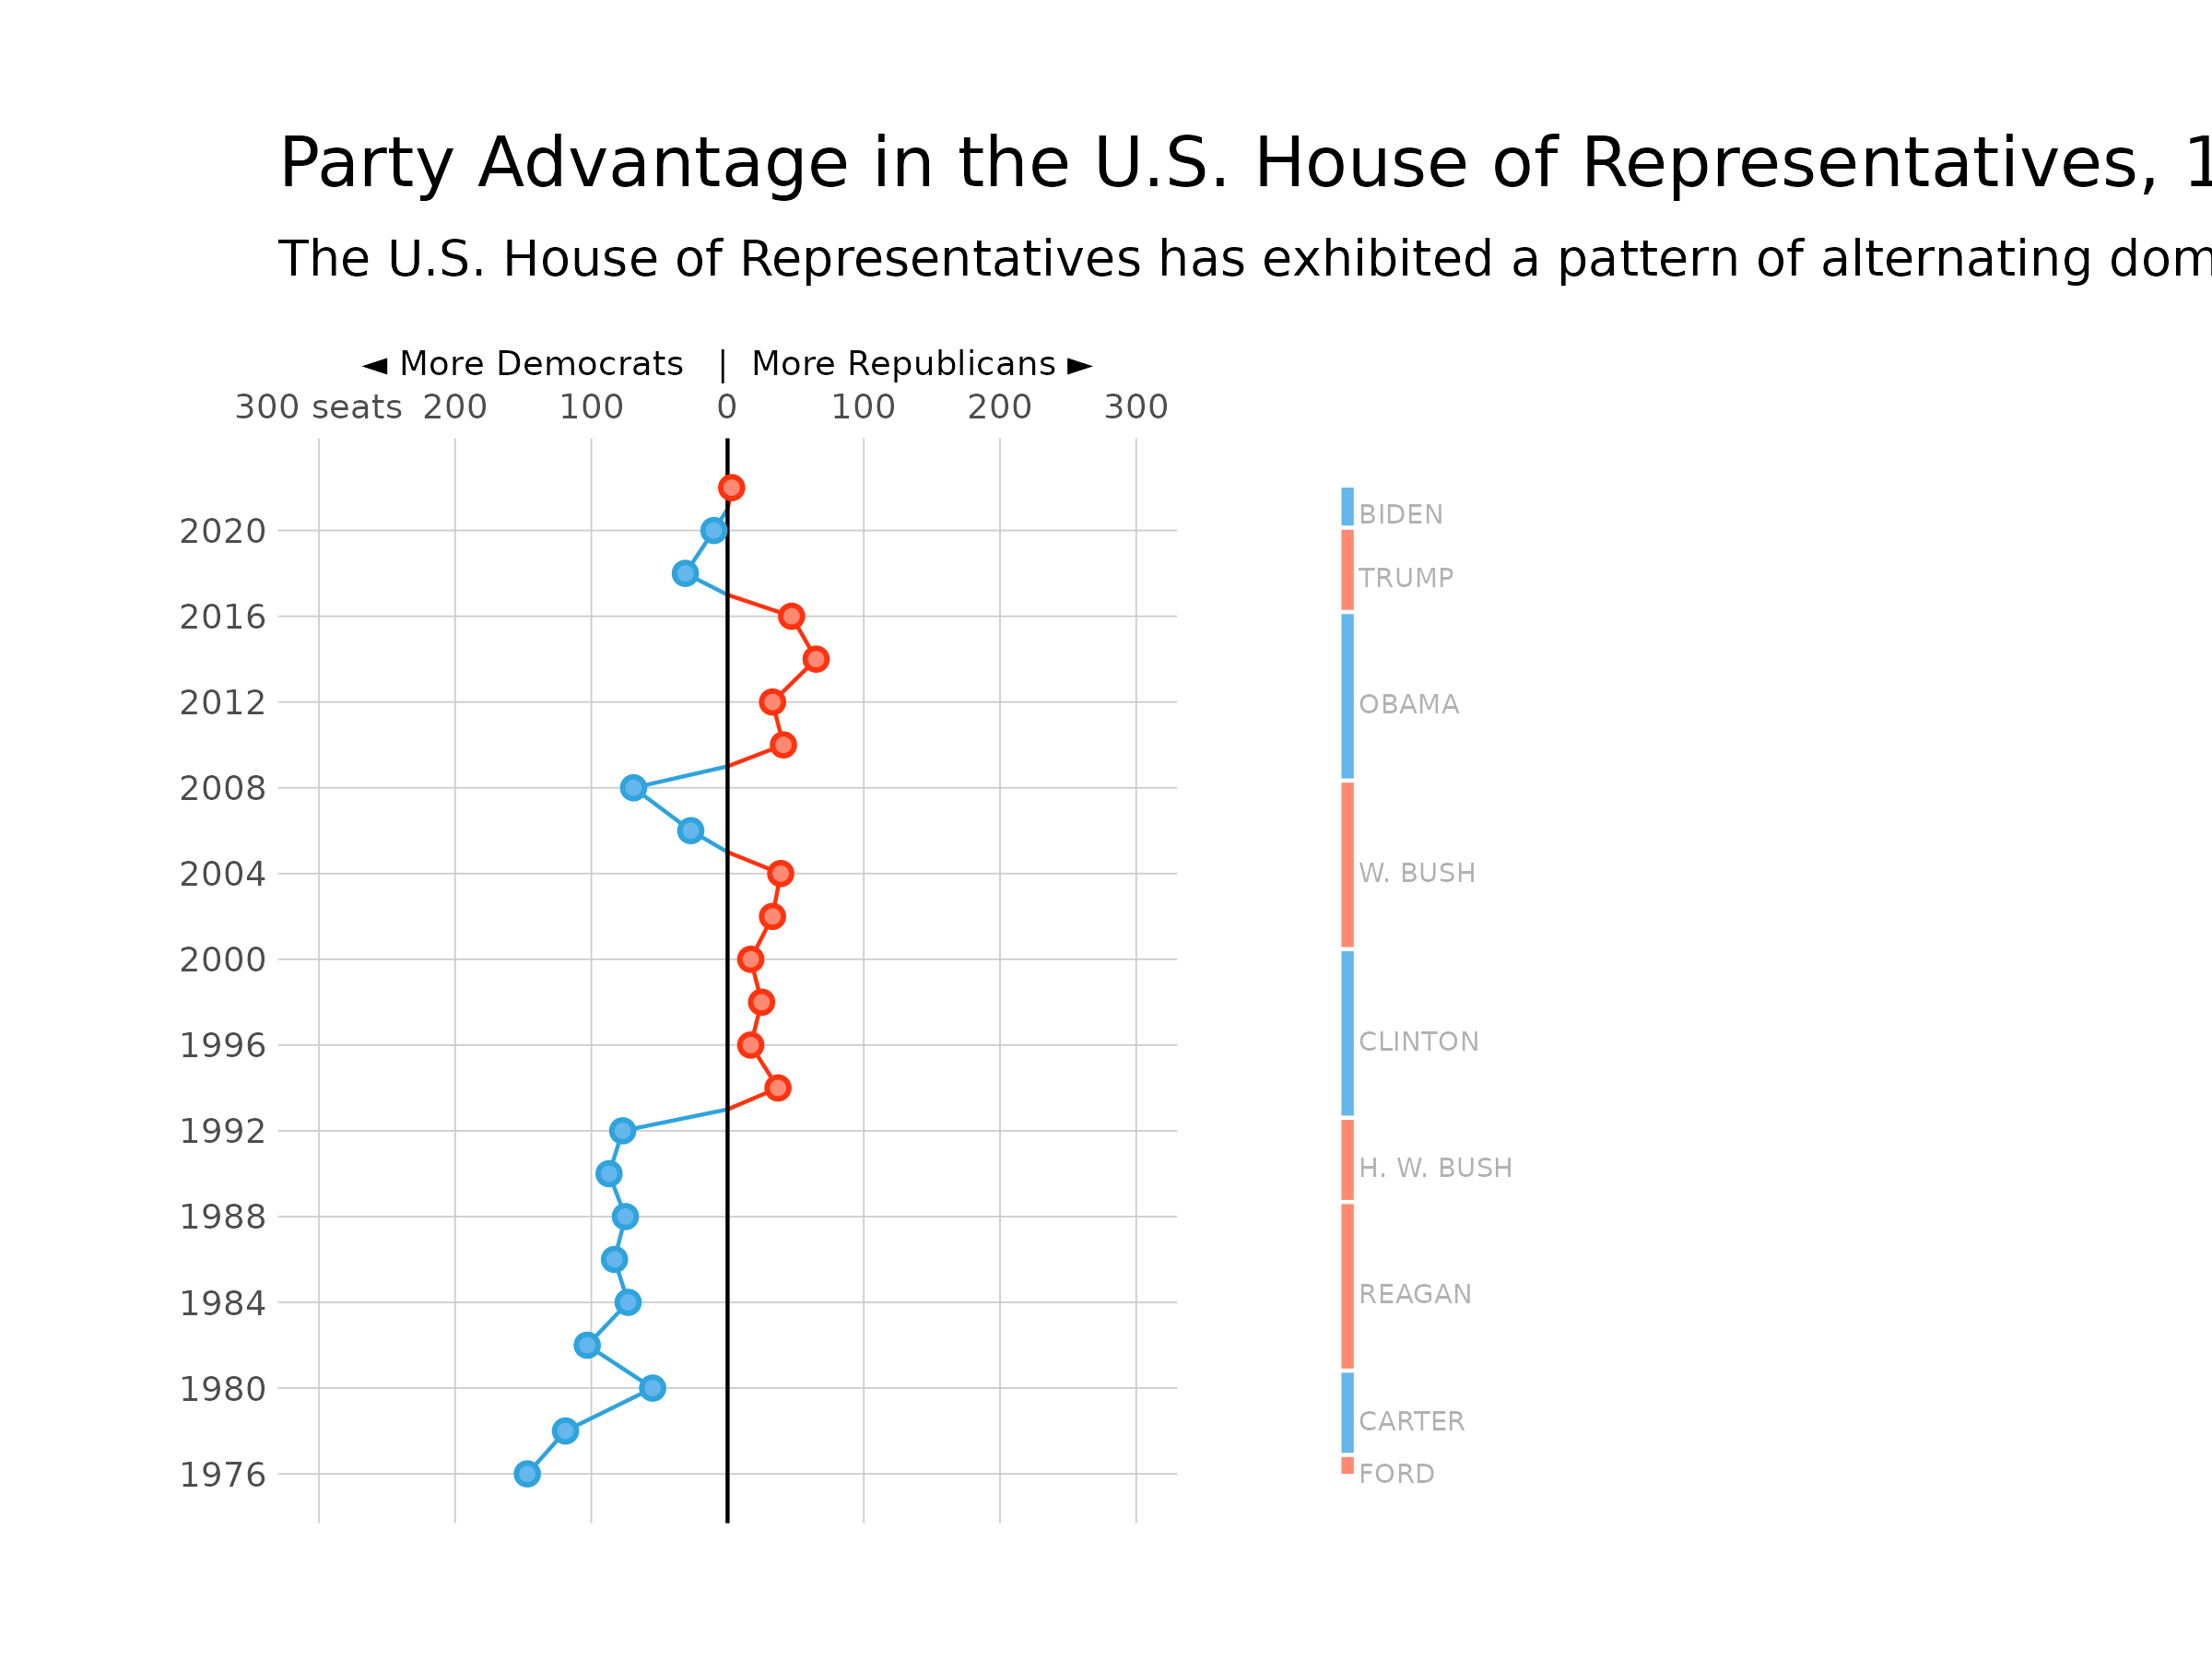 Party Advantage in the U.S. House of Representatives, 1
The U.S. House of Representatives has exhibited a pattern of alternating dom
◄ More Democrats | More Republicans ►
300 seats 200 100 0 100 200 300
BIDEN
2020
TRUMP
2016
2012
OBAMA
2008
2004
W. BUSH
2000
1996
CLINTON
1992
H. W. BUSH
1988
1984
REAGAN
1980
CARTER
1976
FORD